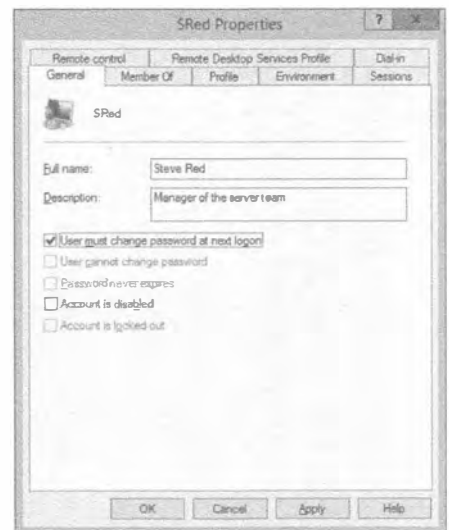 SRed Properties
?
Remote control Remote Desktop Services Profile Dial-in
General Member Of Profile Environment Sessions
SRed
Full name: Steve Red
Description: Manager of the server team
User must change password at next logon
User cannot change password
Password never expires
Account is disabled
Account is locked out
OK Cancel Apply Help